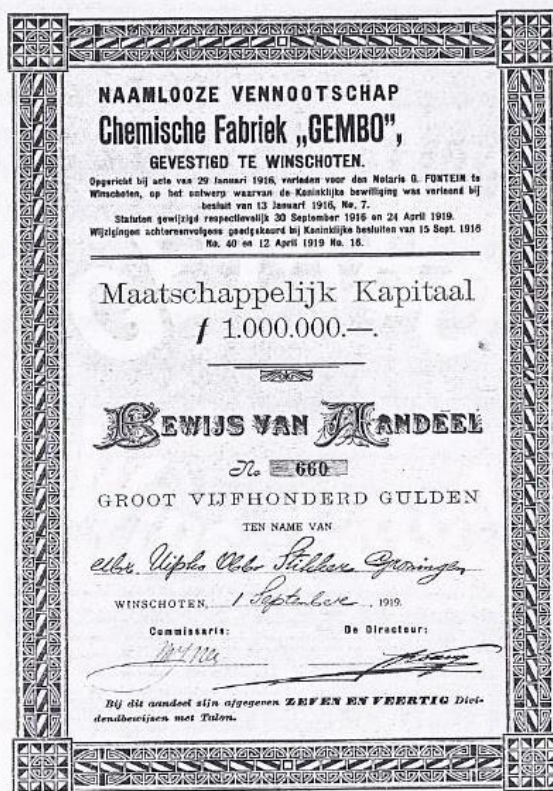 NAAMLOOZE VENNOOTSCHAP
Chemische Fabriek „GEMBO",
GEVESTIGD TE WINSCHOTEN.
Opgericht bij acte van 29 Januari 1916, verleden voor den Notaris G. FONTEIN te
Winschoten, op het ontwerp waarvan de Koninklijke bewilliging was verleend bij
besluit van 13 Januari 1916, No. 7.
Statuten gewijzigd respectievelijk 30 September 1916 en 24 April 1919.
Wijzigingen achtereenvolgens goedgekeurd bij Koninklijke besluiten van 15 Sept. 1916
No. 40 en 12 April 1919 No. 16.
Maatschappelijk Kapitaal
ƒ 1.000.000.—.
BEWIJS VAN AANDEEL
No 660
GROOT VIJFHONDERD GULDEN
TEN NAME VAN
Stikker Groningen
WINSCHOTEN, 1 September 1919.
Commissaris: De Directeur:
Bij dit aandeel zijn afgegeven ZEVEN EN VEERTIG Divi-
dendbewijzen met Talon.